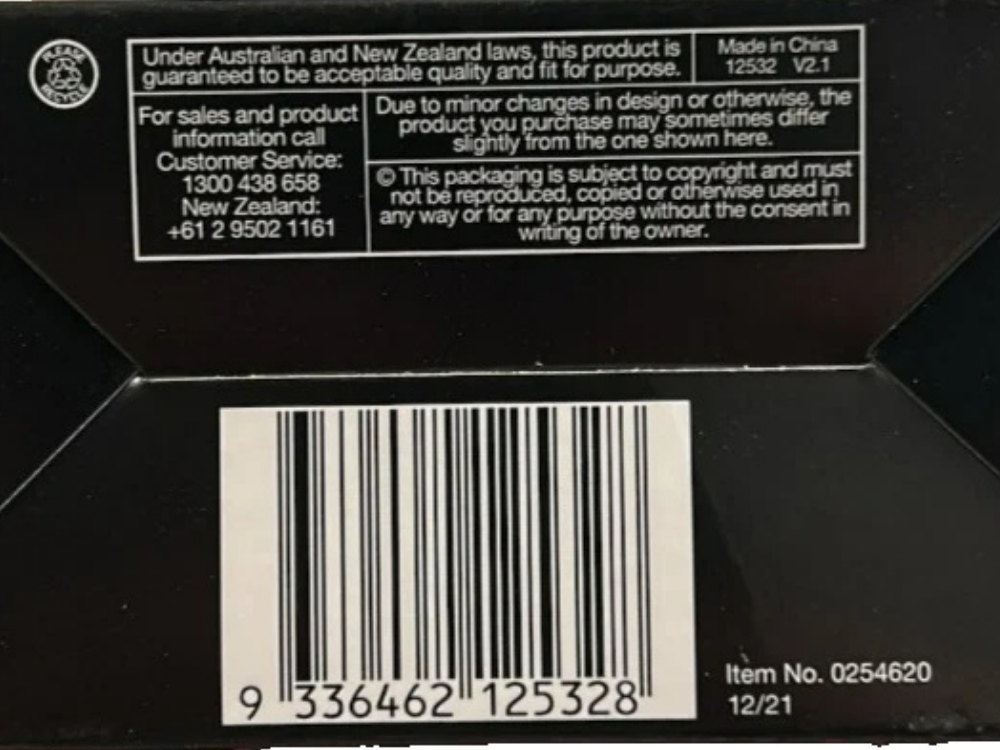 PLEASE
RECYCLE
Under Australian and New Zealand laws, this product is
guaranteed to be acceptable quality and fit for purpose.
Made in China
12532 V2.1
For sales and product
information call
Customer Service:
1300 438 658
New Zealand:
+61 2 9502 1161
Due to minor changes in design or otherwise, the
product you purchase may sometimes differ
slightly from the one shown here.
© This packaging is subject to copyright and must
not be reproduced, copied or otherwise used in
any way or for any purpose without the consent in
writing of the owner.
9 336462 125328
Item No. 0254620
12/21